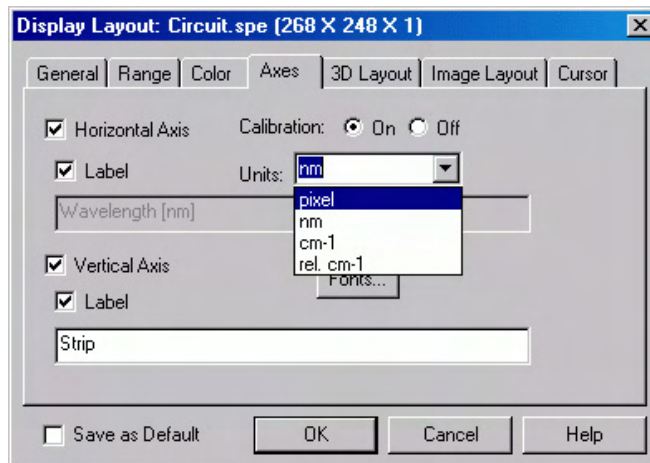 Display Layout: Circuit.spe (268 X 248 X 1)
General Range Color Axes 3D Layout Image Layout Cursor
Horizontal Axis Calibration: On Off
Label Units: nm
pixel
Wavelength [nm]
nm
cm-1
Vertical Axis rel. cm-1
Fonts...
Label
Strip
Save as Default OK Cancel Help